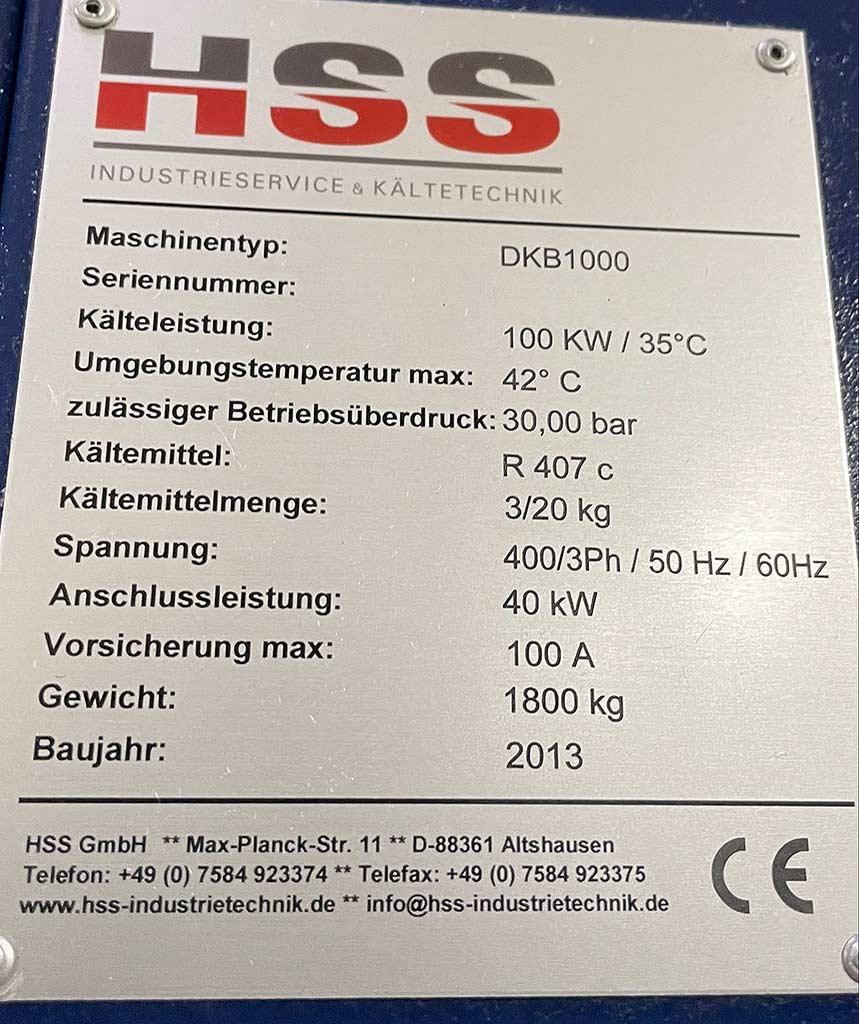 HSS
INDUSTRIESERVICE & KÄLTETECHNIK
Maschinentyp: DKB1000
Seriennummer:
Kälteleistung: 100 KW / 35°C
Umgebungstemperatur max: 42° C
zulässiger Betriebsüberdruck: 30,00 bar
Kältemittel: R 407 c
Kältemittelmenge: 3/20 kg
Spannung: 400/3Ph / 50 Hz / 60Hz
Anschlussleistung: 40 kW
Vorsicherung max: 100 A
Gewicht: 1800 kg
Baujahr: 2013
HSS GmbH ** Max-Planck-Str. 11 ** D-88361 Altshausen
Telefon: +49 (0) 7584 923374 ** Telefax: +49 (0) 7584 923375
www.hss-industrietechnik.de ** info@hss-industrietechnik.de
CE